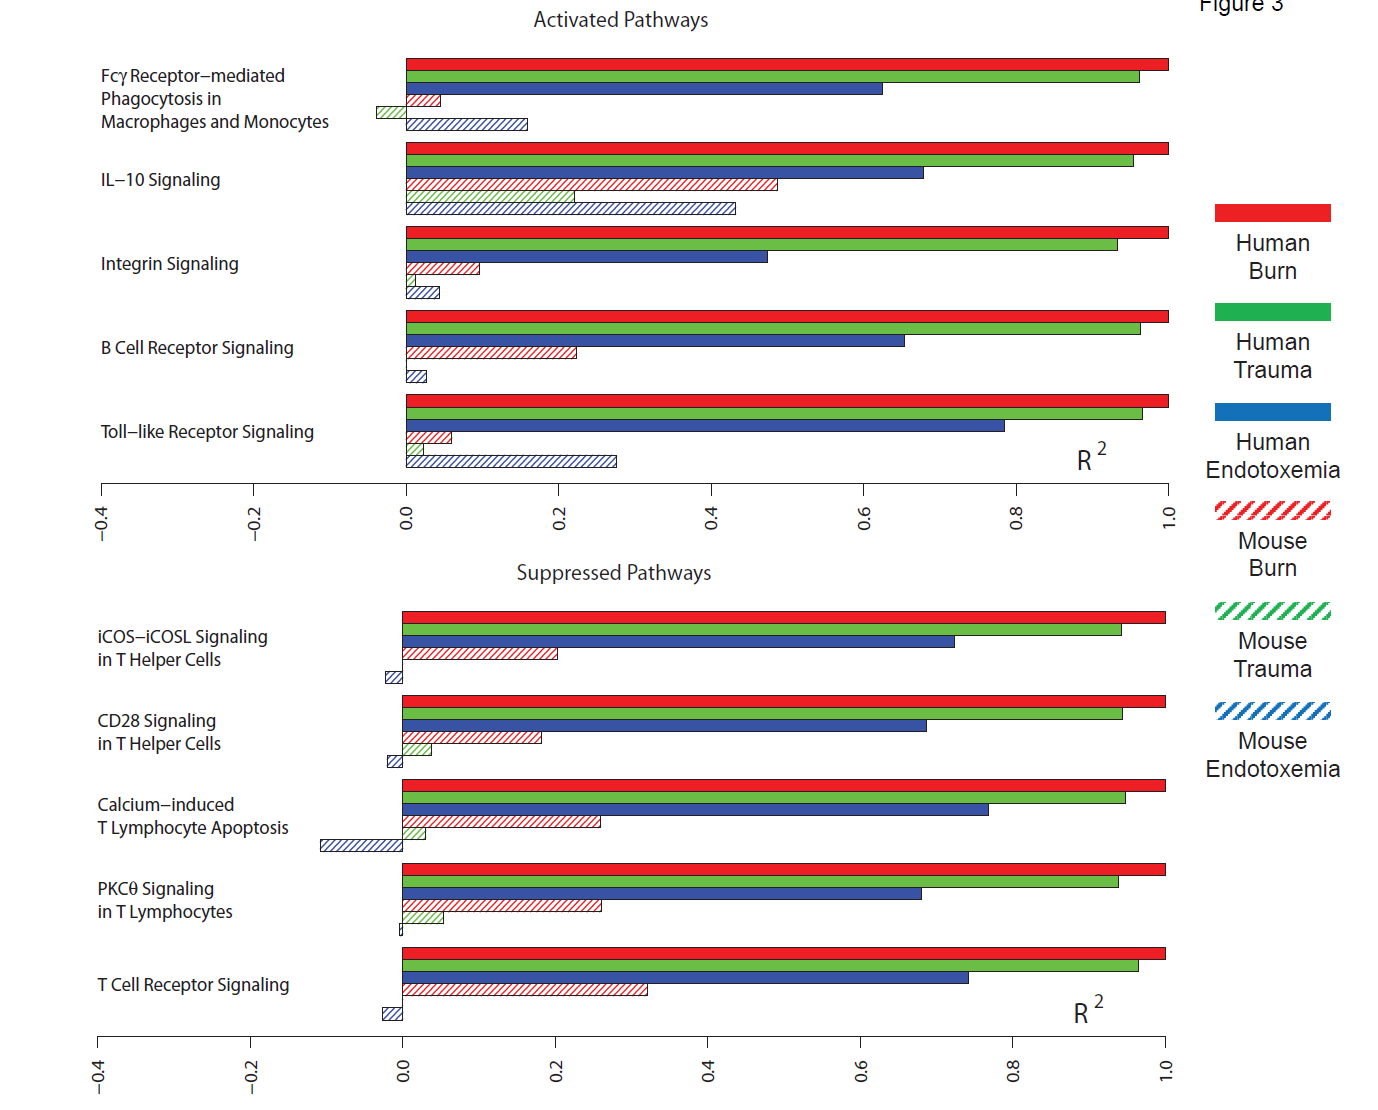 Figure 3
Activated Pathways
Fcγ Receptor−mediated
Phagocytosis in
Macrophages and Monocytes
IL−10 Signaling
Integrin Signaling
B Cell Receptor Signaling
Toll−like Receptor Signaling
R 2
−0.4
−0.2
0.0
0.2
0.4
0.6
0.8
1.0
Suppressed Pathways
iCOS−iCOSL Signaling
in T Helper Cells
CD28 Signaling
in T Helper Cells
Calcium−induced
T Lymphocyte Apoptosis
PKCθ Signaling
in T Lymphocytes
T Cell Receptor Signaling
R 2
−0.4
−0.2
0.0
0.2
0.4
0.6
0.8
1.0
Human
Burn
Human
Trauma
Human
Endotoxemia
Mouse
Burn
Mouse
Trauma
Mouse
Endotoxemia